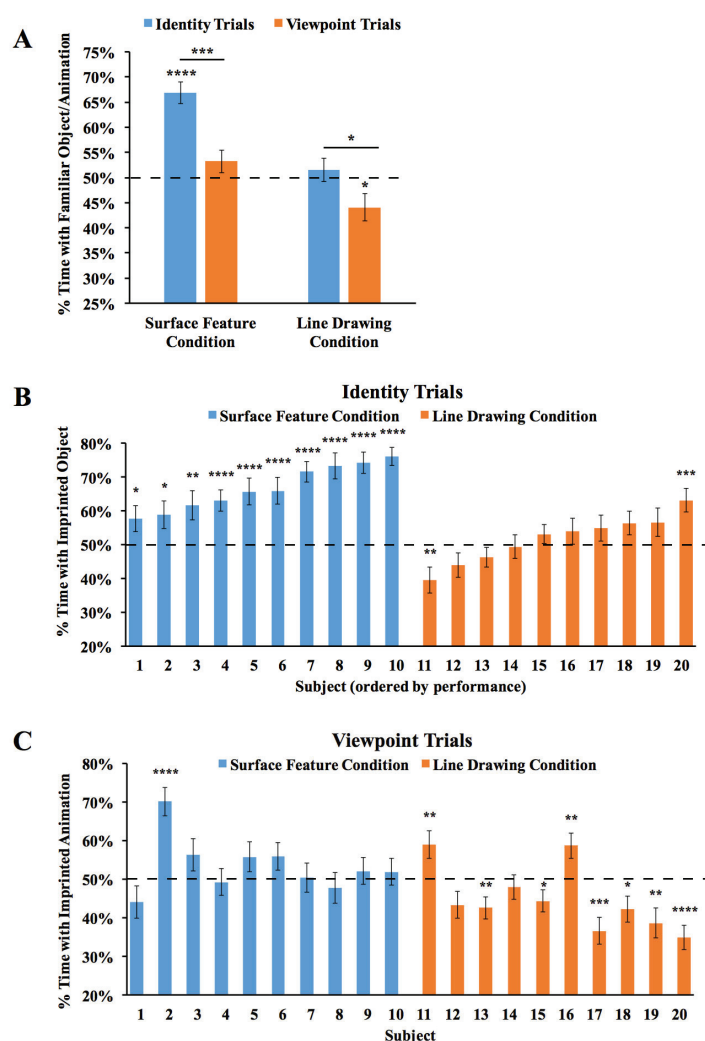 A
Identity Trials Viewpoint Trials
% Time with Familiar Object/Animation
75%
70%
65%
60%
55%
50%
45%
40%
35%
30%
25%
****
***
*
*
Surface Feature Condition
Line Drawing Condition
B
Identity Trials
Surface Feature Condition Line Drawing Condition
% Time with Imprinted Object
80%
70%
60%
50%
40%
30%
20%
* * ** **** **** **** **** **** **** **** ** ***
1 2 3 4 5 6 7 8 9 10 11 12 13 14 15 16 17 18 19 20
Subject (ordered by performance)
C
Viewpoint Trials
Surface Feature Condition Line Drawing Condition
% Time with Imprinted Animation
80%
70%
60%
50%
40%
30%
20%
**** ** ** * ** *** * ** ****
1 2 3 4 5 6 7 8 9 10 11 12 13 14 15 16 17 18 19 20
Subject